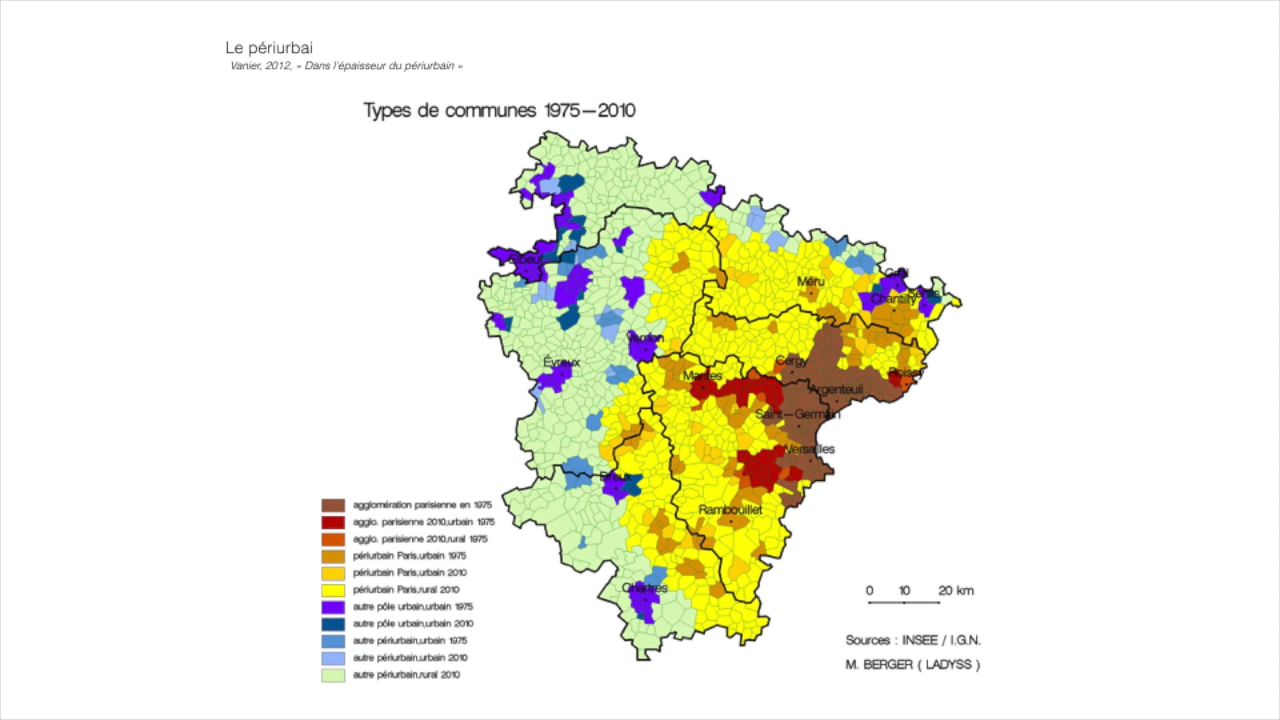 Le périurbai
Vanier, 2012, « Dans l'épaisseur du périurbain »
Types de communes 1975—2010
Elbeuf
Creil
Senlis
Chantilly
Méru
Vernon
Évreux
Cergy
Roissy
Mantes
Argenteuil
Saint—Germain
Versailles
Dreux
Rambouillet
Chartres
agglomération parisienne en 1975
agglo. parisienne 2010,urbain 1975
agglo. parisienne 2010,rural 1975
périurbain Paris,urbain 1975
périurbain Paris,urbain 2010
périurbain Paris,rural 2010
autre pôle urbain,urbain 1975
autre pôle urbain,urbain 2010
autre périurbain,urbain 1975
autre périurbain,urbain 2010
autre périurbain,rural 2010
0 10 20 km
Sources : INSEE / I.G.N.
M. BERGER ( LADYSS )